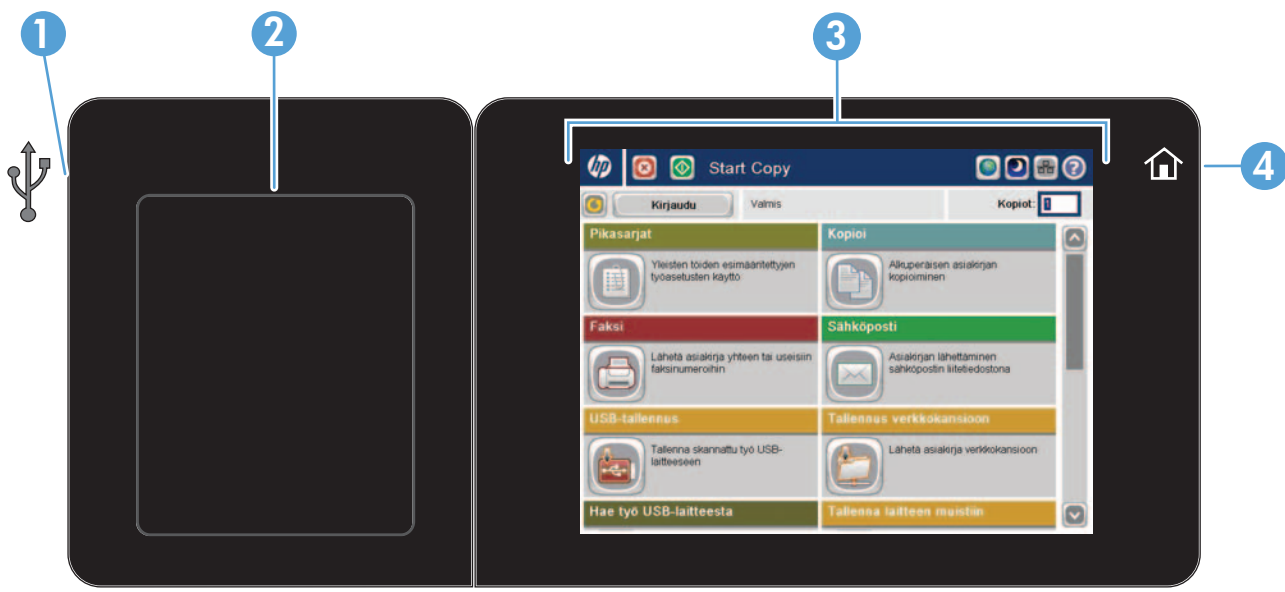 1
2
3
4
hp
Start Copy
?
Kirjaudu
Valmis
Kopiot:
1
Pikasarjat
Kopioi
Yleisten töiden esimääritettyjen
työasetusten käyttö
Alkuperäisen asiakirjan
kopioiminen
Faksi
Sähköposti
Lähetä asiakirja yhteen tai useisiin
faksinumeroihin
Asiakirjan lähettäminen
sähköpostin liitetiedostona
USB-tallennus
Tallennus verkkokansioon
Tallenna skannattu työ USB-
laitteeseen
Lähetä asiakirja verkkokansioon
Hae työ USB-laitteesta
Tallenna laitteen muistiin